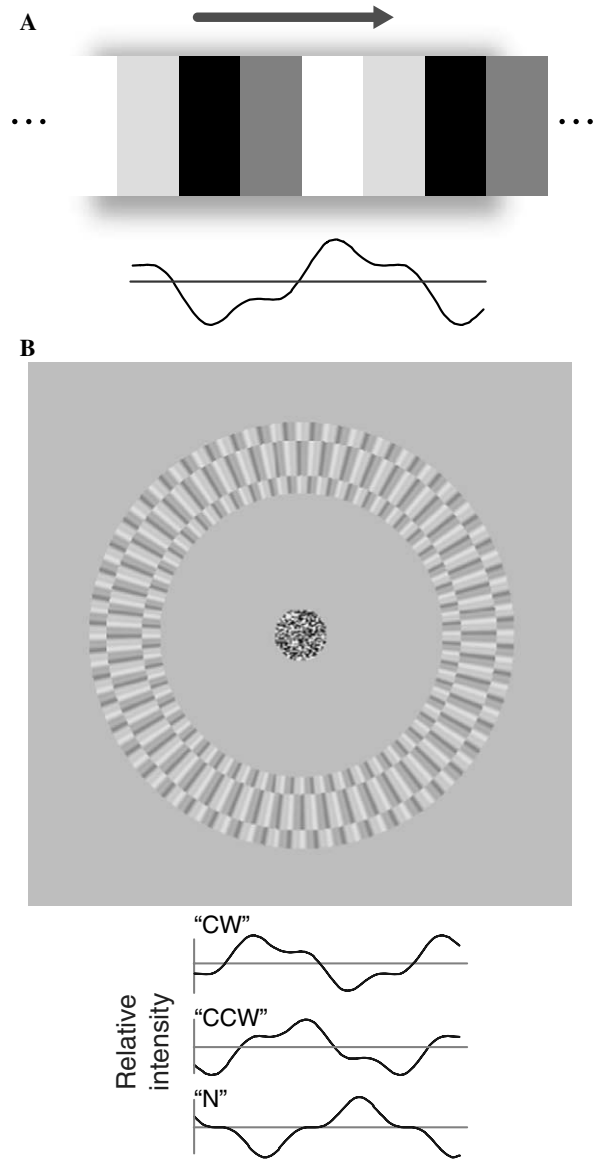 A
... ...
B
“CW”
“CCW”
“N”
Relative
intensity